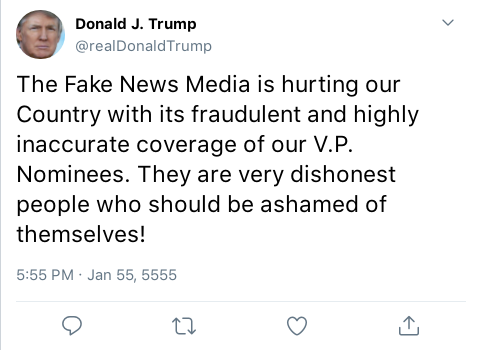 Donald J. Trump
@realDonaldTrump
The Fake News Media is hurting our
Country with its fraudulent and highly
inaccurate coverage of our V.P.
Nominees. They are very dishonest
people who should be ashamed of
themselves!
5:55 PM · Jan 55, 5555